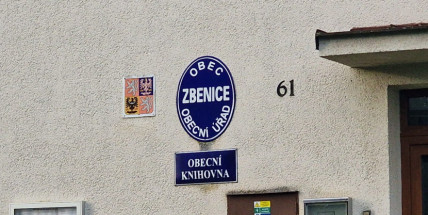 OBEC
ZBENICE
OBECNÍ ÚŘAD
61
OBECNÍ
KNIHOVNA